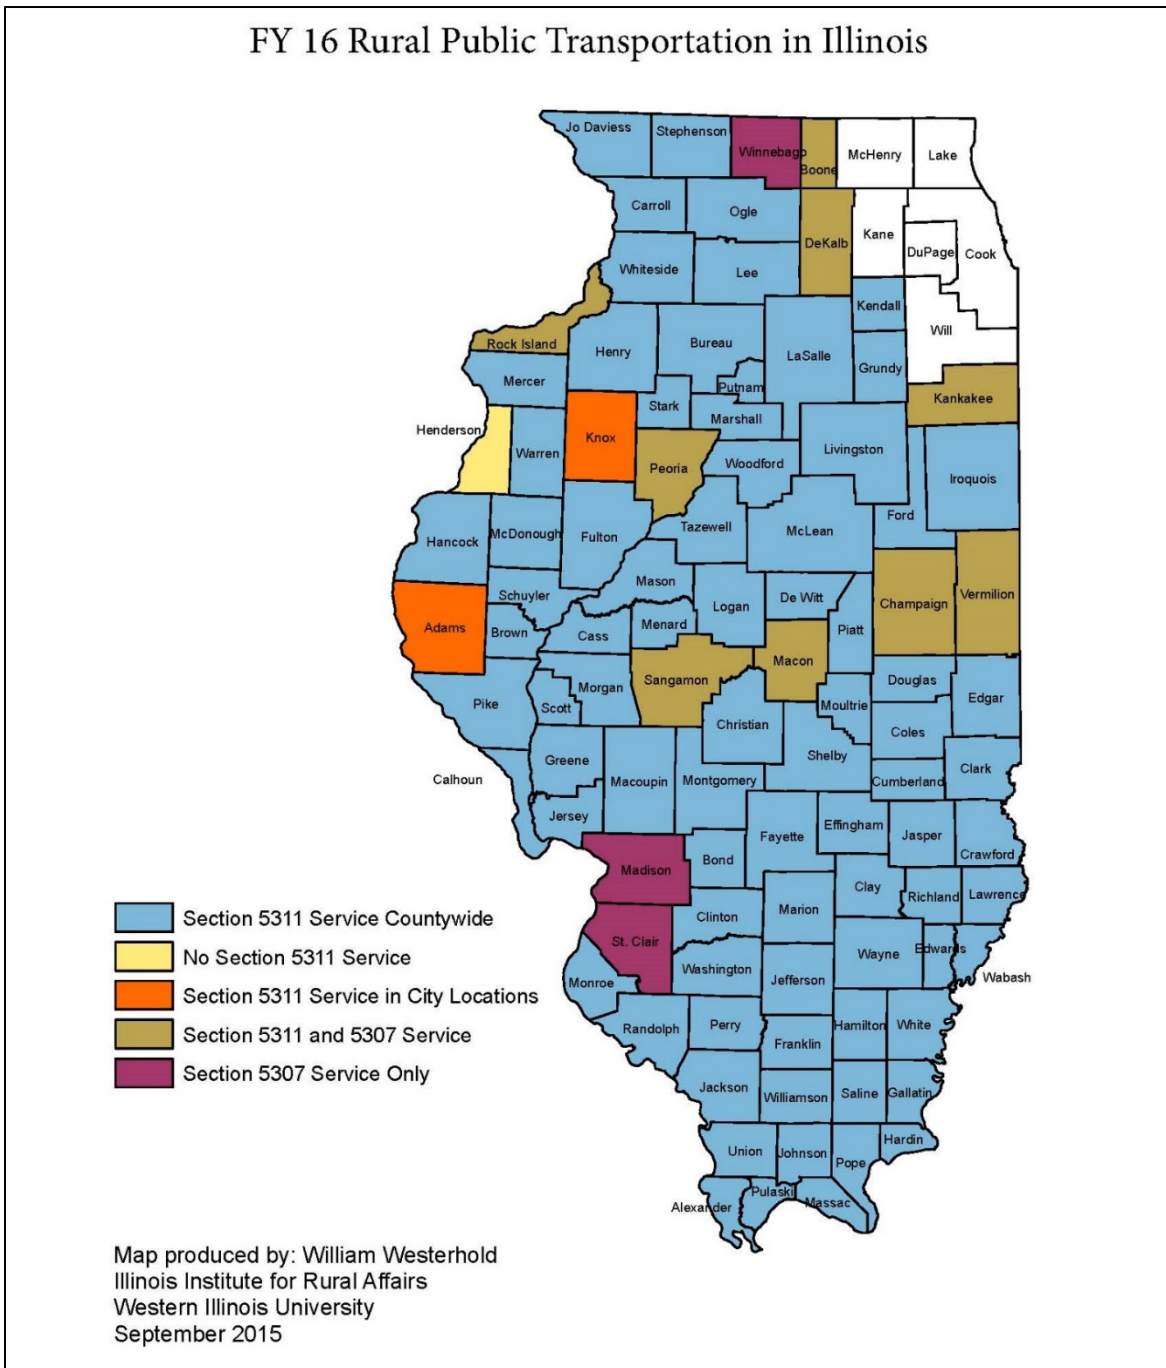 FY 16 Rural Public Transportation in Illinois
Jo Daviess
Stephenson
Winnebago
Boone
McHenry
Lake
Carroll
Ogle
DeKalb
Kane
DuPage
Cook
Whiteside
Lee
Kendall
Will
Rock Island
Henry
Bureau
LaSalle
Grundy
Mercer
Putnam
Kankakee
Stark
Marshall
Henderson
Warren
Knox
Peoria
Woodford
Livingston
Iroquois
Hancock
McDonough
Fulton
Tazewell
McLean
Ford
Schuyler
Mason
Logan
De Witt
Champaign
Vermilion
Adams
Brown
Cass
Menard
Piatt
Macon
Pike
Scott
Morgan
Sangamon
Christian
Moultrie
Douglas
Edgar
Coles
Calhoun
Greene
Macoupin
Montgomery
Shelby
Cumberland
Clark
Jersey
Fayette
Effingham
Jasper
Crawford
Madison
Bond
Clay
Richland
Lawrence
Clinton
Marion
St. Clair
Wayne
Edwards
Wabash
Monroe
Washington
Jefferson
Randolph
Perry
Hamilton
White
Franklin
Jackson
Williamson
Saline
Gallatin
Union
Johnson
Pope
Hardin
Alexander
Pulaski
Massac
Section 5311 Service Countywide
No Section 5311 Service
Section 5311 Service in City Locations
Section 5311 and 5307 Service
Section 5307 Service Only
Map produced by: William Westerhold
Illinois Institute for Rural Affairs
Western Illinois University
September 2015